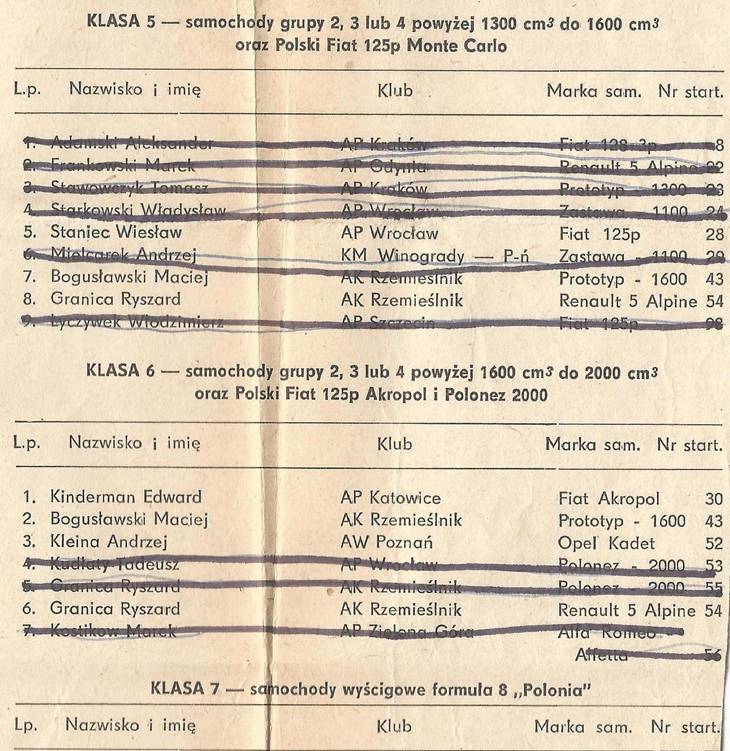 KLASA 5 — samochody grupy 2, 3 lub 4 powyżej 1300 cm³ do 1600 cm³
oraz Polski Fiat 125p Monte Carlo
L.p. Nazwisko i imię Klub Marka sam. Nr start.
1. Adamski Aleksander AP Kraków Fiat 128.3p 8
2. Frankowski Marek AP Gdynia Renault 5 Alpine 22
3. Stawowczyk Tomasz AP Kraków Prototyp - 1300 23
4. Starkowski Władysław AP Wrocław Zastawa - 1100 24
5. Staniec Wiesław AP Wrocław Fiat 125p 28
6. Mielcarek Andrzej KM Winogrady — P-ń Zastawa - 1100 29
7. Bogusławski Maciej AK Rzemieślnik Prototyp - 1600 43
8. Granica Ryszard AK Rzemieślnik Renault 5 Alpine 54
9. Łyczywek Włodzimierz AP Szczecin Fiat 125p 98
KLASA 6 — samochody grupy 2, 3 lub 4 powyżej 1600 cm³ do 2000 cm³
oraz Polski Fiat 125p Akropol i Polonez 2000
L.p. Nazwisko i imię Klub Marka sam. Nr start.
1. Kinderman Edward AP Katowice Fiat Akropol 30
2. Bogusławski Maciej AK Rzemieślnik Prototyp - 1600 43
3. Kleina Andrzej AW Poznań Opel Kadet 52
4. Kudłaty Tadeusz AP Wrocław Polonez - 2000 53
5. Granica Ryszard AK Rzemieślnik Polonez - 2000 55
6. Granica Ryszard AK Rzemieślnik Renault 5 Alpine 54
7. Kostikow Marek AP Zielona Góra Alfa Romeo
Alfetta 56
KLASA 7 — samochody wyścigowe formula 8 „Polonia"
Lp. Nazwisko i imię Klub Marka sam. Nr start.